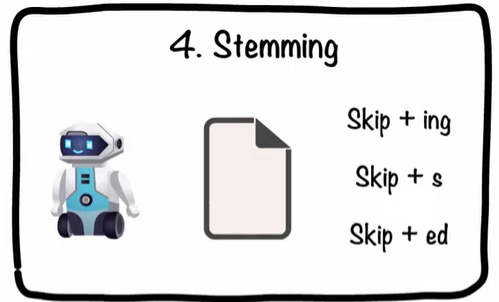 4. Stemming
Skip + ing
Skip + s
Skip + ed